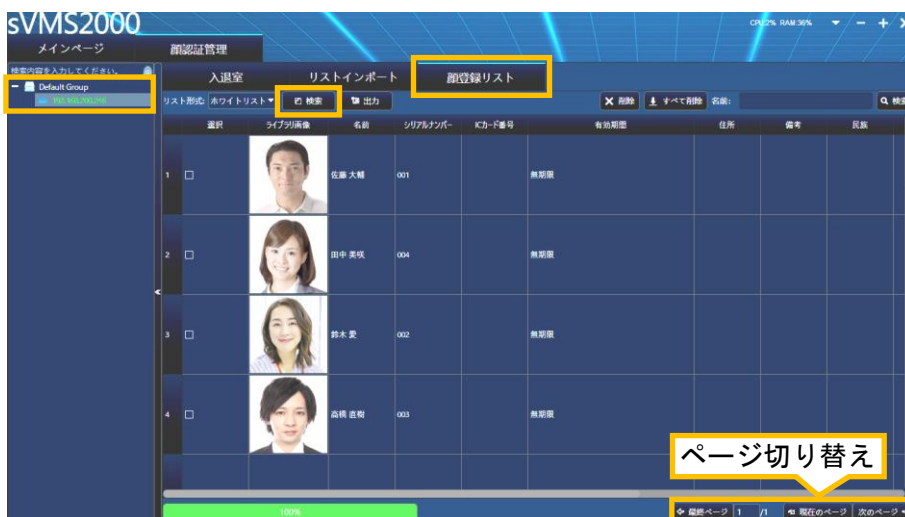 sVMS2000
CPU:2% RAM:36%
メインページ 顔認証管理
検索内容を入力してください。
Default Group
入退室 リストインポート 顔登録リスト
リスト形式: ホワイトリスト 検索 出力 削除 すべて削除 名前: 検索
選択 ライブラリ画像 名前 シリアルナンバー ICカード番号 有効期間 住所 備考 民族
1 佐藤 大輔 001 無期限
2 田中 美咲 004 無期限
3 鈴木 愛 002 無期限
4 高橋 直樹 003 無期限
ページ切り替え
100% 最終ページ 1 /1 現在のページ 次のページ